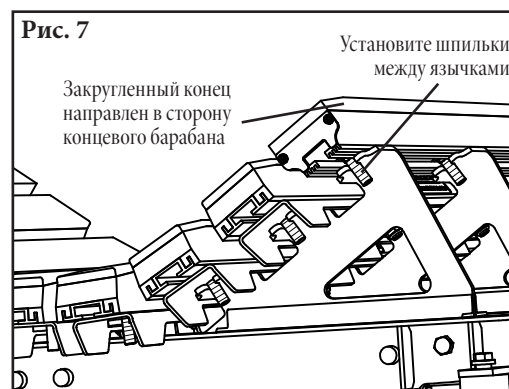 Рис. 7
Установите шпильки
между язычками
Закругленный конец
направлен в сторону
концевого барабана